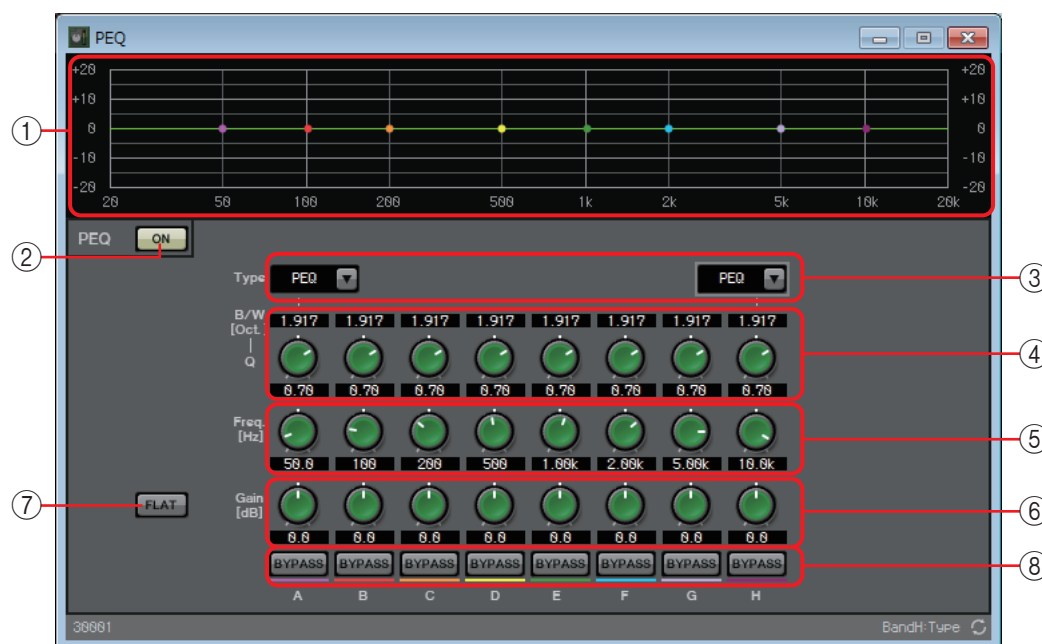 PEQ
+20 +20
+10 +10
① 0 0
-10 -10
-20 -20
20 50 100 200 500 1k 2k 5k 10k 20k
② PEQ ON
Type PEQ PEQ ③
B/W 1.917 1.917 1.917 1.917 1.917 1.917 1.917 1.917
[Oct.]
| ④
Q
0.70 0.70 0.70 0.70 0.70 0.70 0.70 0.70
Freq.
[Hz] ⑤
50.0 100 200 500 1.00k 2.00k 5.00k 10.0k
⑦ FLAT Gain ⑥
[dB]
0.0 0.0 0.0 0.0 0.0 0.0 0.0 0.0
BYPASS BYPASS BYPASS BYPASS BYPASS BYPASS BYPASS BYPASS ⑧
A B C D E F G H
30001 BandH:Type